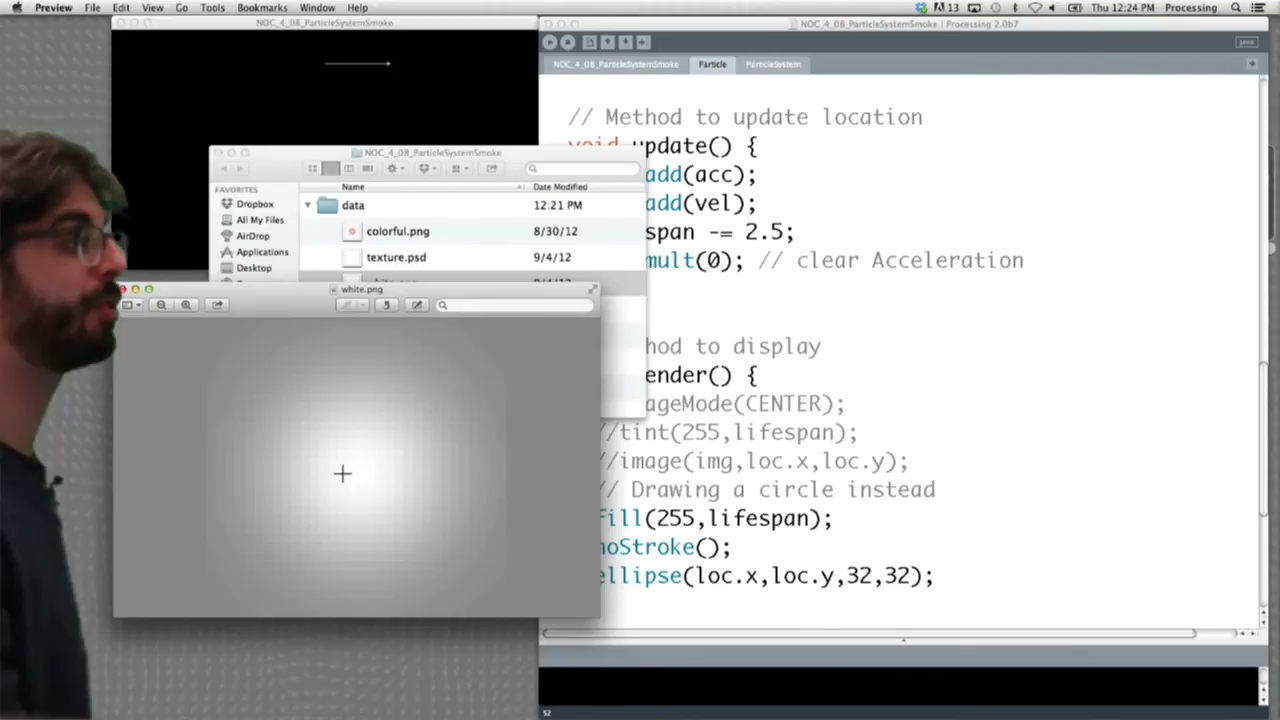 Preview File Edit View Go Tools Bookmarks Window Help
13 Thu 12:24 PM Processing
NOC_4_08_ParticleSystemSmoke
NOC_4_08_ParticleSystemSmoke | Processing 2.0b7
java
NOC_4_08_ParticleSystemSmoke Particle ParticleSystem
// Method to update location
void update() {
add(acc);
add(vel);
span -= 2.5;
mult(0); // clear Acceleration
hod to display
ender() {
ageMode(CENTER);
//tint(255,lifespan);
//image(img,loc.x,loc.y);
// Drawing a circle instead
fill(255,lifespan);
noStroke();
ellipse(loc.x,loc.y,32,32);
52
NOC_4_08_ParticleSystemSmoke
FAVORITES
Dropbox
All My Files
AirDrop
Applications
Desktop
Name Date Modified
data 12:21 PM
colorful.png 8/30/12
texture.psd 9/4/12
white.png